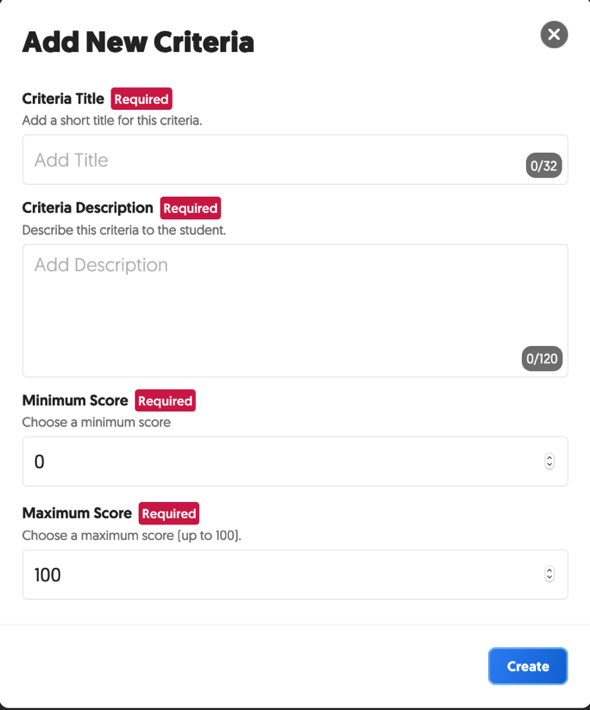 Add New Criteria
Criteria Title Required
Add a short title for this criteria.
Add Title
0/32
Criteria Description Required
Describe this criteria to the student.
Add Description
0/120
Minimum Score Required
Choose a minimum score
0
Maximum Score Required
Choose a maximum score (up to 100).
100
Create